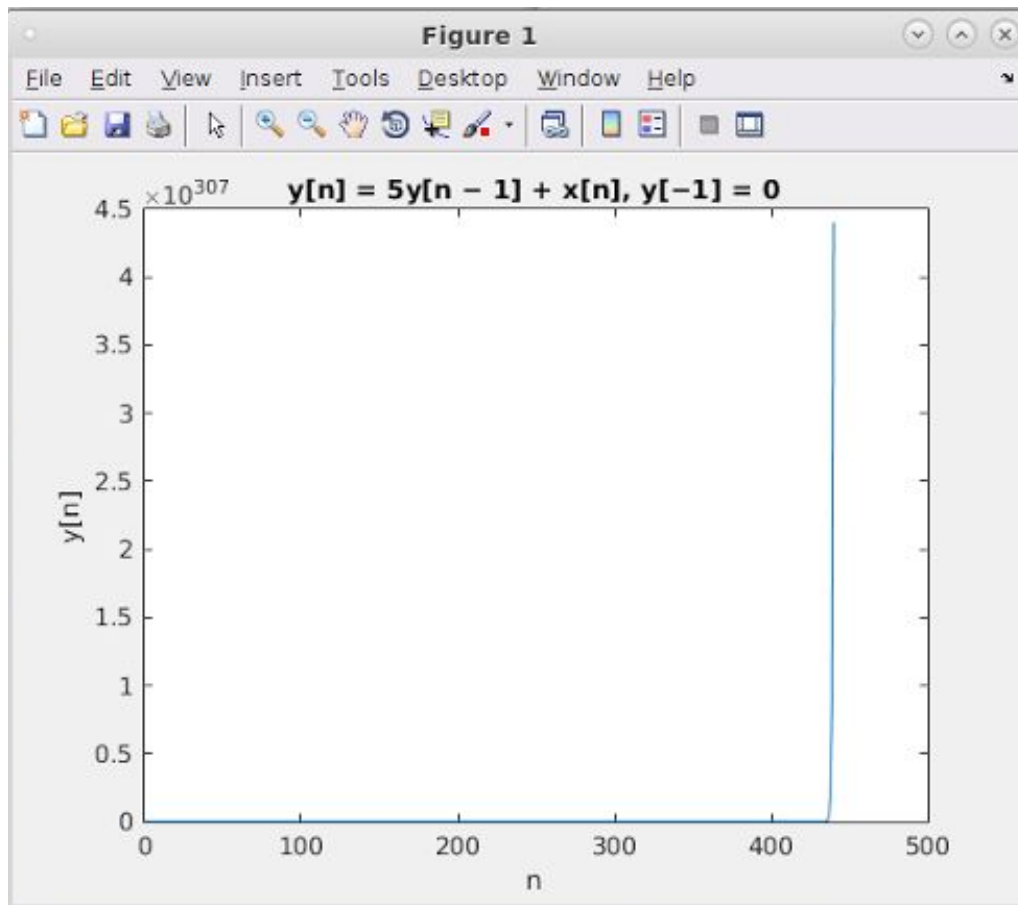 Figure 1
File Edit View Insert Tools Desktop Window Help
×10^307
y[n] = 5y[n − 1] + x[n], y[−1] = 0
4.5
4
3.5
3
2.5
2
1.5
1
0.5
0
y[n]
0 100 200 300 400 500
n